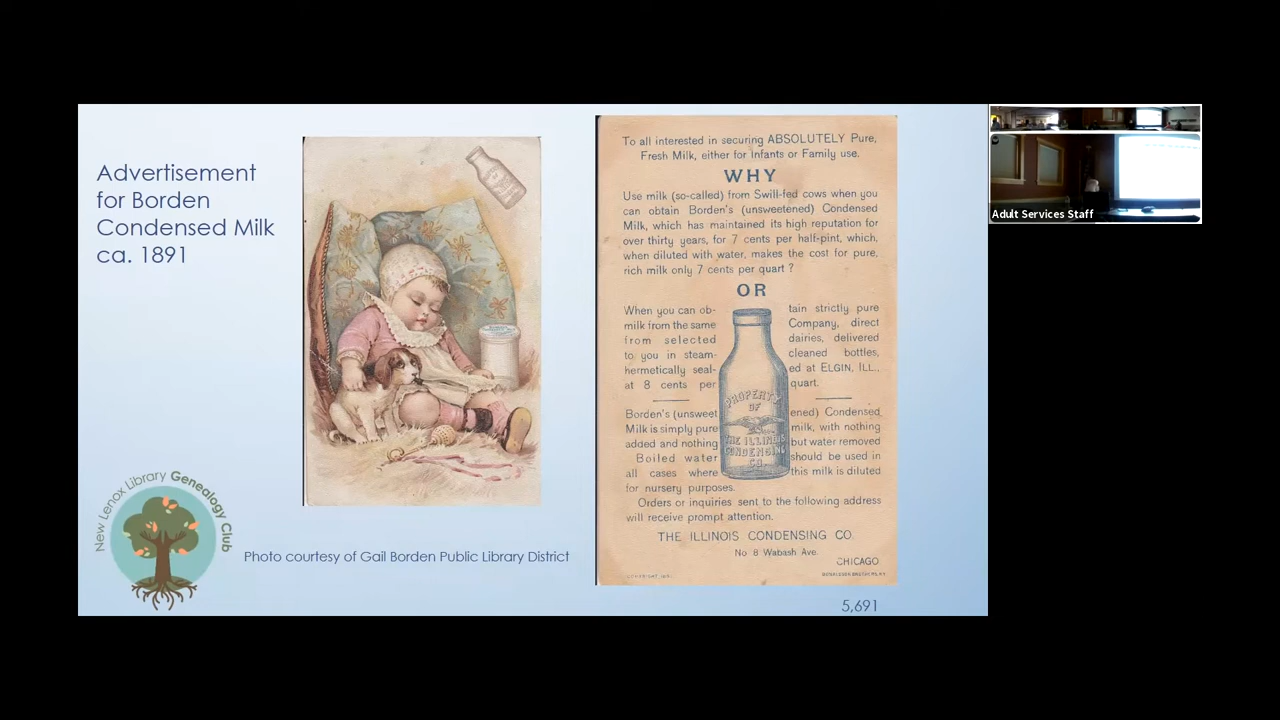 Advertisement
for Borden
Condensed Milk
ca. 1891
New Lenox Library Genealogy Club
Photo courtesy of Gail Borden Public Library District
To all interested in securing ABSOLUTELY Pure,
Fresh Milk, either for Infants or Family use.
WHY
Use milk (so-called) from Swill-fed cows when you
can obtain Borden's (unsweetened) Condensed
Milk, which has maintained its high reputation for
over thirty years, for 7 cents per half-pint, which,
when diluted with water, makes the cost for pure,
rich milk only 7 cents per quart ?
OR
When you can ob- tain strictly pure
milk from the same Company, direct
from selected dairies, delivered
to you in steam- cleaned bottles,
hermetically seal- ed at ELGIN, ILL.,
at 8 cents per quart.
PROPERTY
OF
THE ILLINOIS
CONDENSING
CO.
Borden's (unsweet ened) Condensed
Milk is simply pure milk, with nothing
added and nothing but water removed
Boiled water should be used in
all cases where this milk is diluted
for nursery purposes.
Orders or inquiries sent to the following address
will receive prompt attention.
THE ILLINOIS CONDENSING CO.
No 8 Wabash Ave.
CHICAGO
5,691
Adult Services Staff